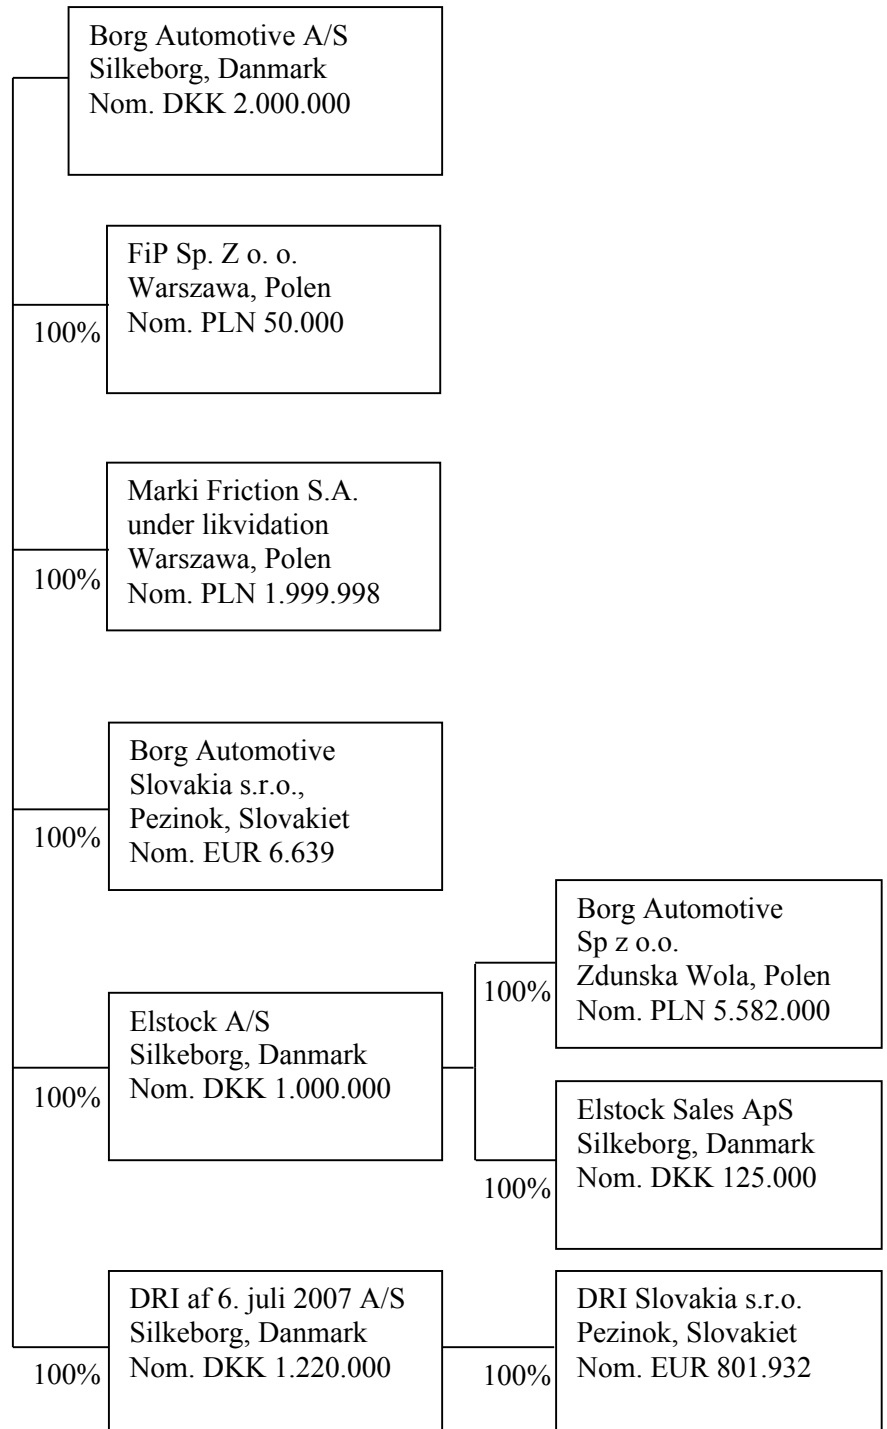 Borg Automotive A/S
Silkeborg, Danmark
Nom. DKK 2.000.000
FiP Sp. Z o. o.
Warszawa, Polen
Nom. PLN 50.000
100%
Marki Friction S.A.
under likvidation
Warszawa, Polen
Nom. PLN 1.999.998
100%
Borg Automotive
Slovakia s.r.o.,
Pezinok, Slovakiet
Nom. EUR 6.639
100%
Borg Automotive
Sp z o.o.
Zdunska Wola, Polen
Nom. PLN 5.582.000
100%
Elstock A/S
Silkeborg, Danmark
Nom. DKK 1.000.000
100%
Elstock Sales ApS
Silkeborg, Danmark
Nom. DKK 125.000
100%
DRI af 6. juli 2007 A/S
Silkeborg, Danmark
Nom. DKK 1.220.000
100%
DRI Slovakia s.r.o.
Pezinok, Slovakiet
Nom. EUR 801.932
100%